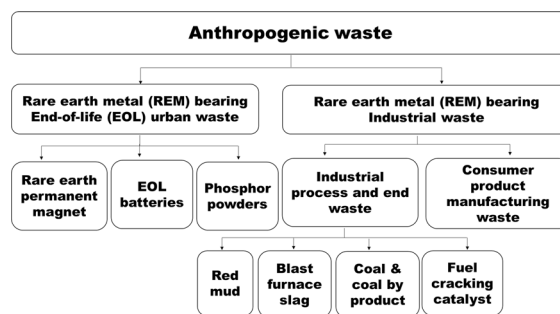 Anthropogenic waste
Rare earth metal (REM) bearing
End-of-life (EOL) urban waste
Rare earth metal (REM) bearing
Industrial waste
Rare earth
permanent
magnet
EOL
batteries
Phosphor
powders
Industrial
process and end
waste
Consumer
product
manufacturing
waste
Red
mud
Blast
furnace
slag
Coal &
coal by
product
Fuel
cracking
catalyst